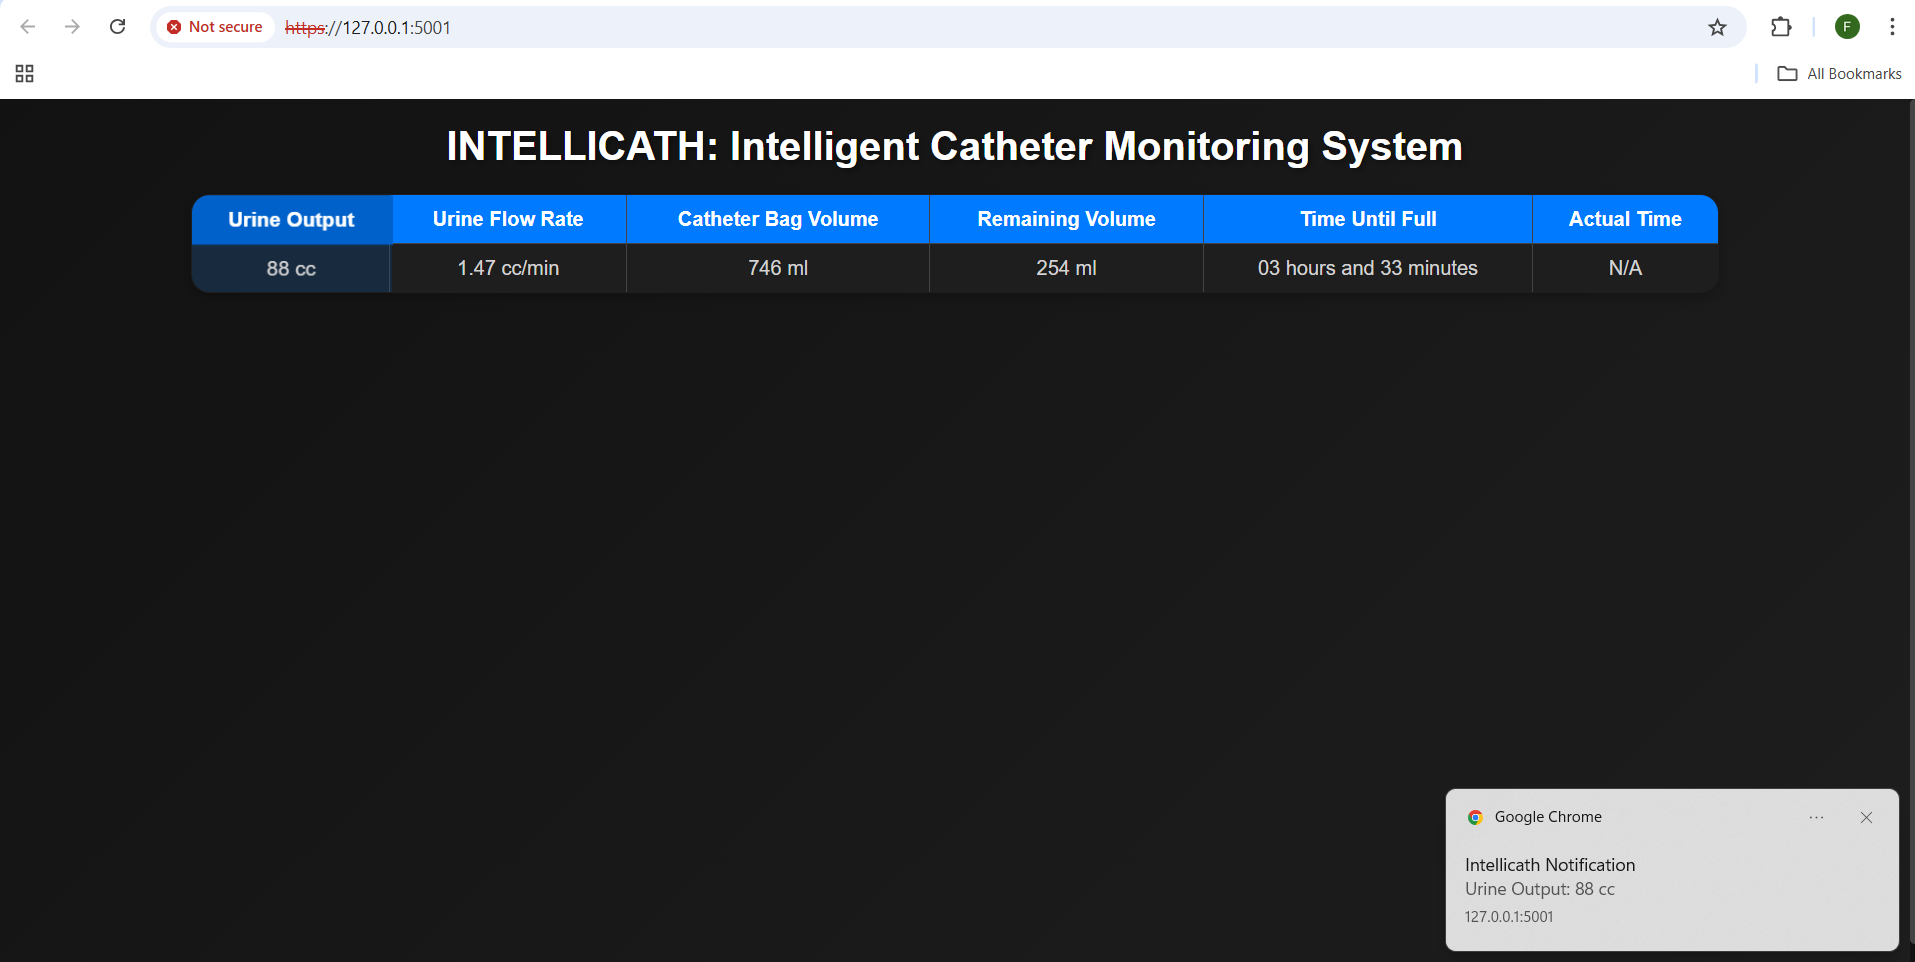 Not secure https://127.0.0.1:5001
F
All Bookmarks
INTELLICATH: Intelligent Catheter Monitoring System
Urine Output Urine Flow Rate Catheter Bag Volume Remaining Volume Time Until Full Actual Time
88 cc 1.47 cc/min 746 ml 254 ml 03 hours and 33 minutes N/A
Google Chrome
Intellicath Notification
Urine Output: 88 cc
127.0.0.1:5001